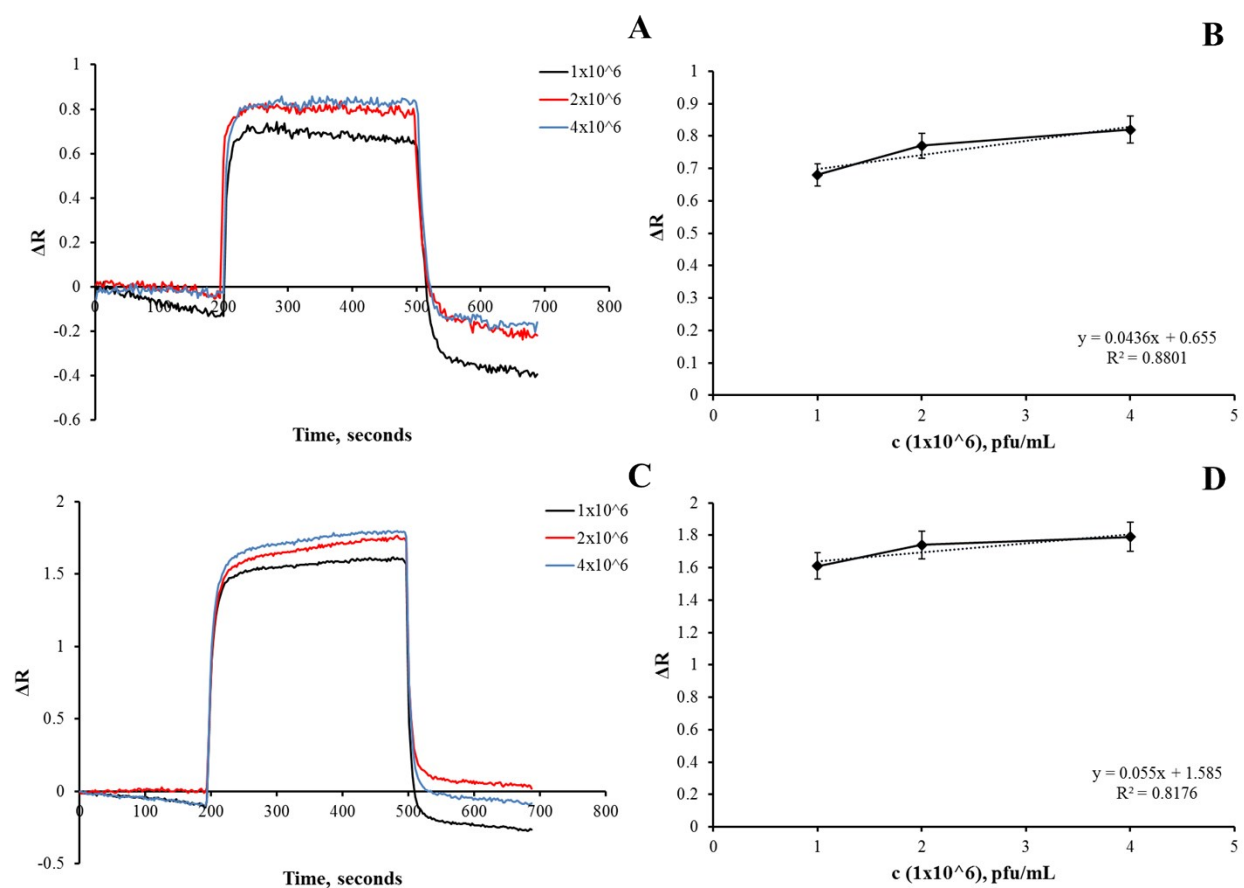 A
1x10^6
2x10^6
4x10^6
1
0.8
0.6
0.4
0.2
0
-0.2
-0.4
-0.6
0 100 200 300 400 500 600 700 800
ΔR
Time, seconds
B
1
0.9
0.8
0.7
0.6
0.5
0.4
0.3
0.2
0.1
0
0 1 2 3 4 5
ΔR
y = 0.0436x + 0.655
R² = 0.8801
c (1x10^6), pfu/mL
C
1x10^6
2x10^6
4x10^6
2
1.5
1
0.5
0
-0.5
0 100 200 300 400 500 600 700 800
ΔR
Time, seconds
D
2
1.8
1.6
1.4
1.2
1
0.8
0.6
0.4
0.2
0
0 1 2 3 4 5
ΔR
y = 0.055x + 1.585
R² = 0.8176
c (1x10^6), pfu/mL